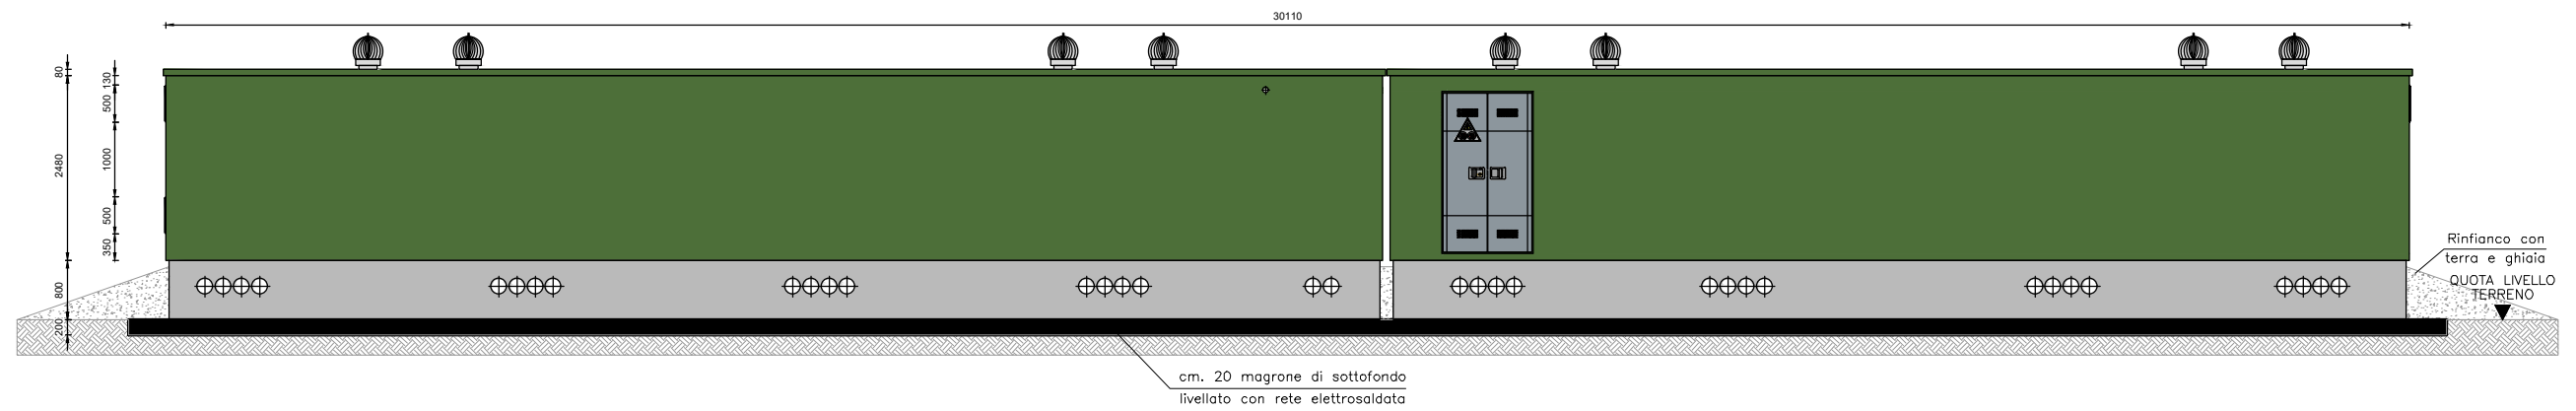 30110
80
2480
800
200
130
500
1000
500
350
Rinfianco con
terra e ghiaia
QUOTA LIVELLO
TERRENO
cm. 20 magrone di sottofondo
livellato con rete elettrosaldata